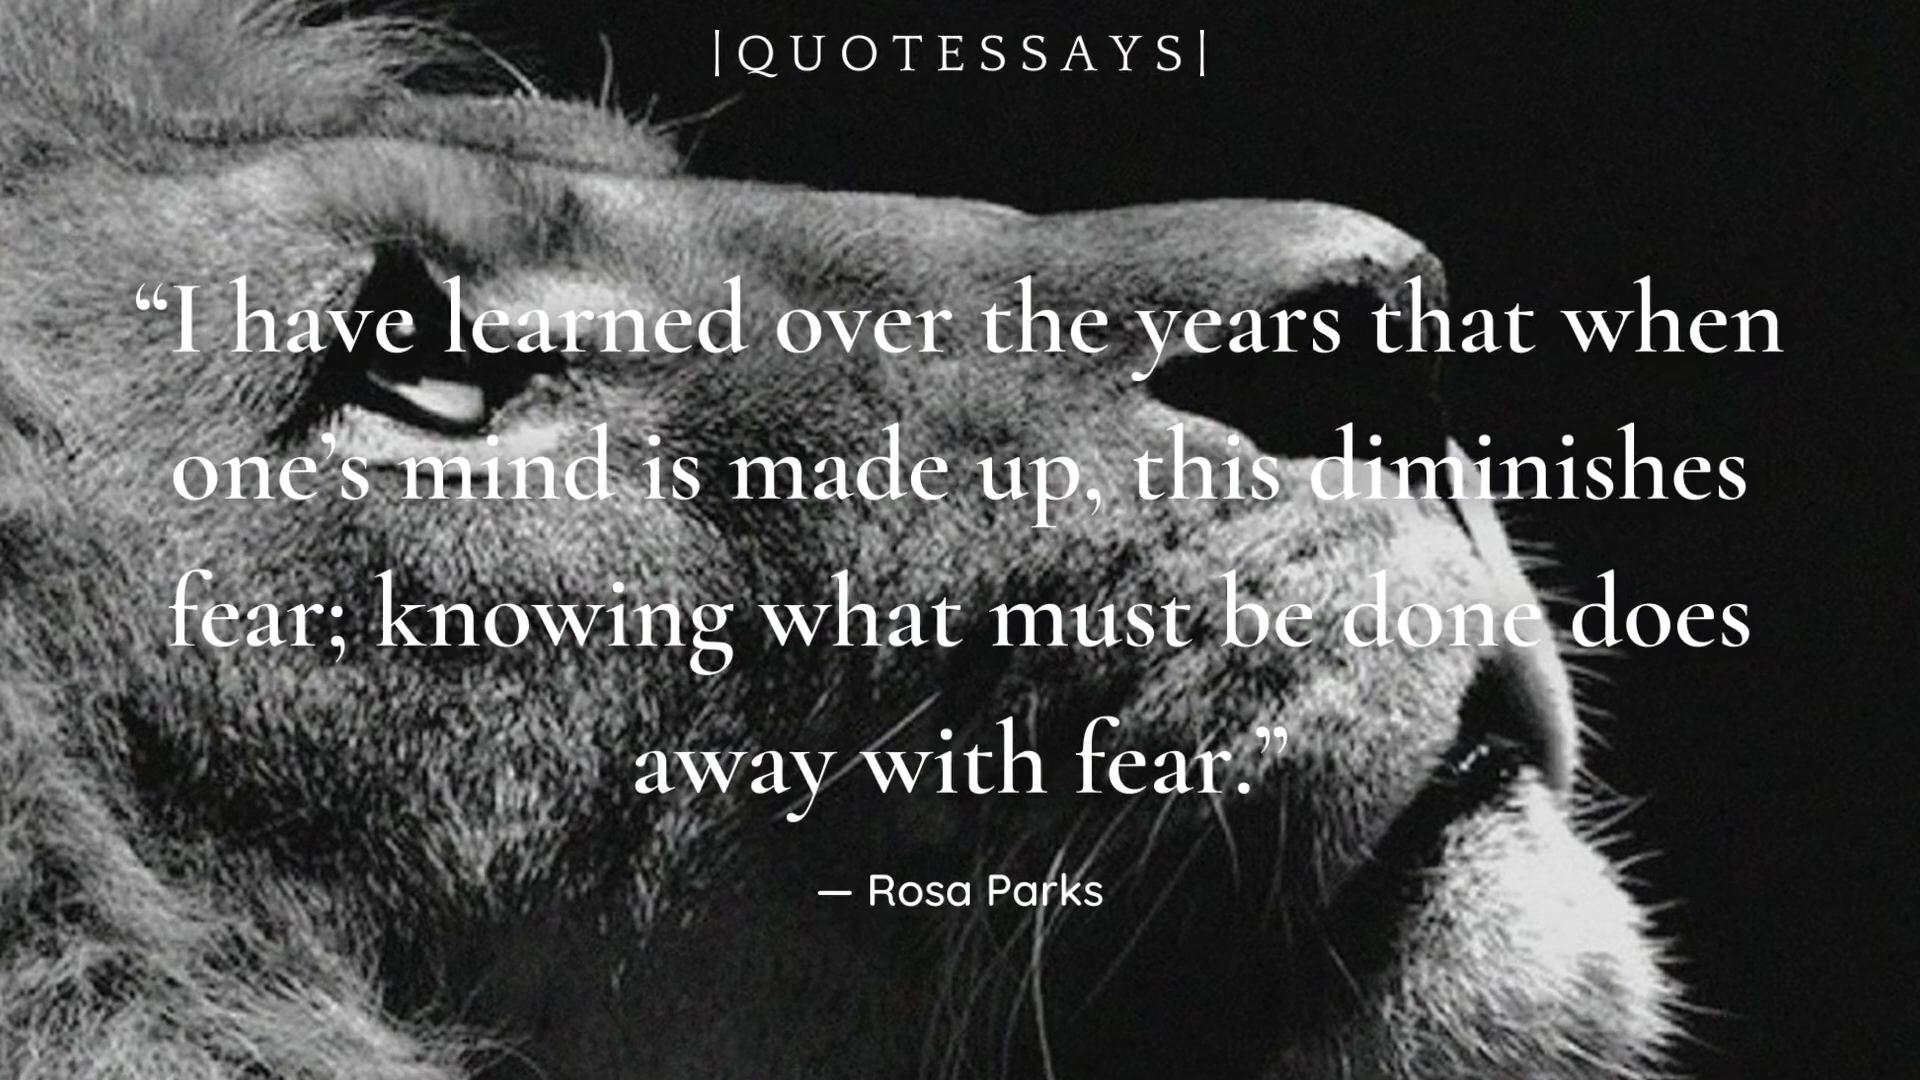 |QUOTESSAYS|
“I have learned over the years that when
one’s mind is made up, this diminishes
fear; knowing what must be done does
away with fear.”
— Rosa Parks